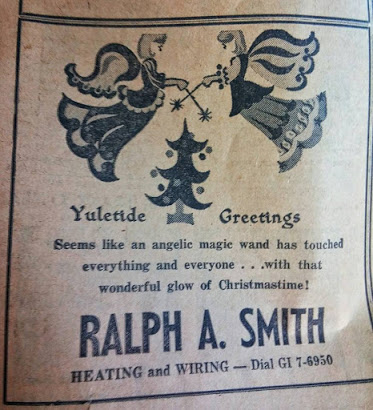 Yuletide Greetings
Seems like an angelic magic wand has touched
everything and everyone . . .with that
wonderful glow of Christmastime!
RALPH A. SMITH
HEATING and WIRING — Dial GI 7-6950